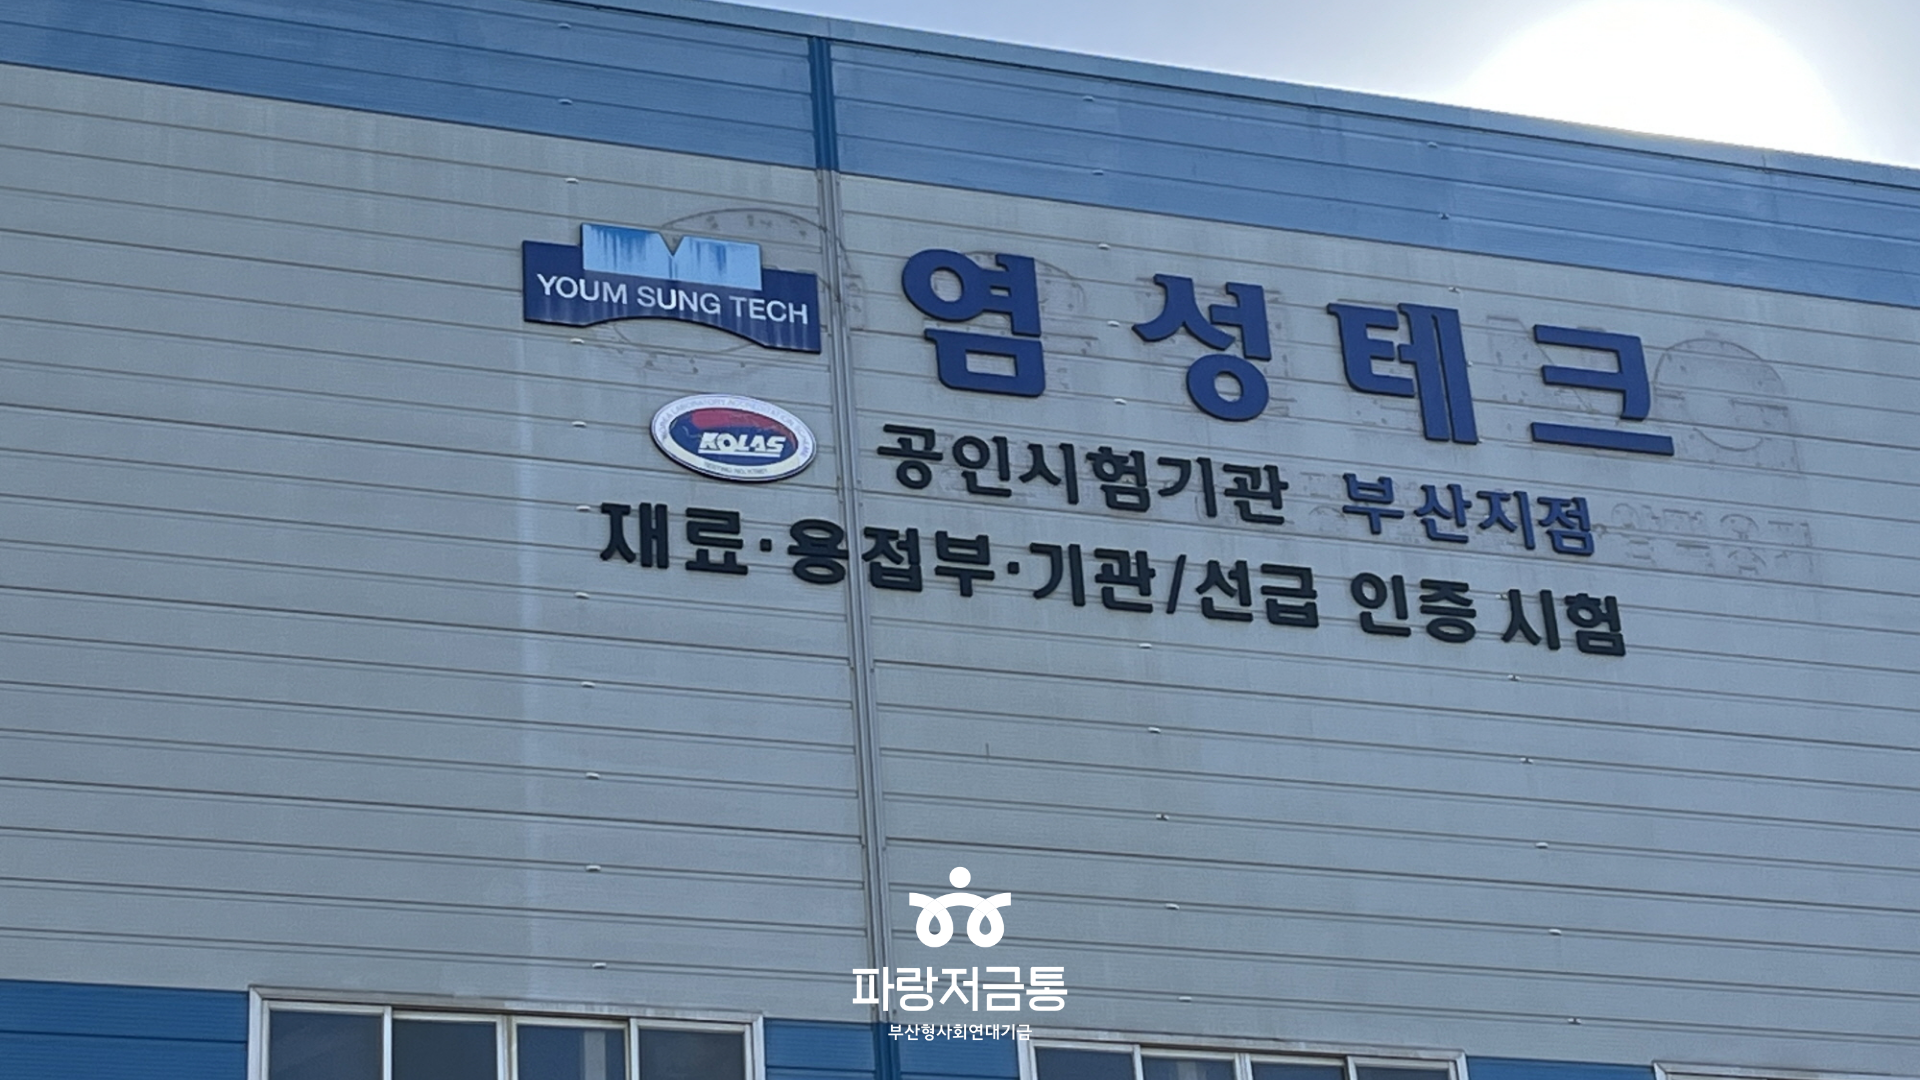 YOUM SUNG TECH
염성테크
KOLAS
공인시험기관 부산지점
재료·용접부·기관/선급 인증 시험
파랑저금통
부산형사회연대기금